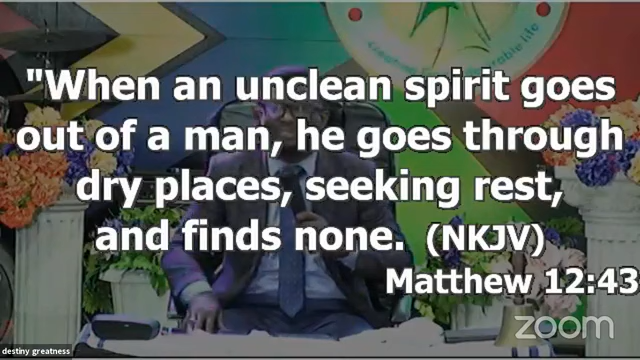 "When an unclean spirit goes
out of a man, he goes through
dry places, seeking rest,
and finds none. (NKJV)
Matthew 12:43
zoom
destiny greatness